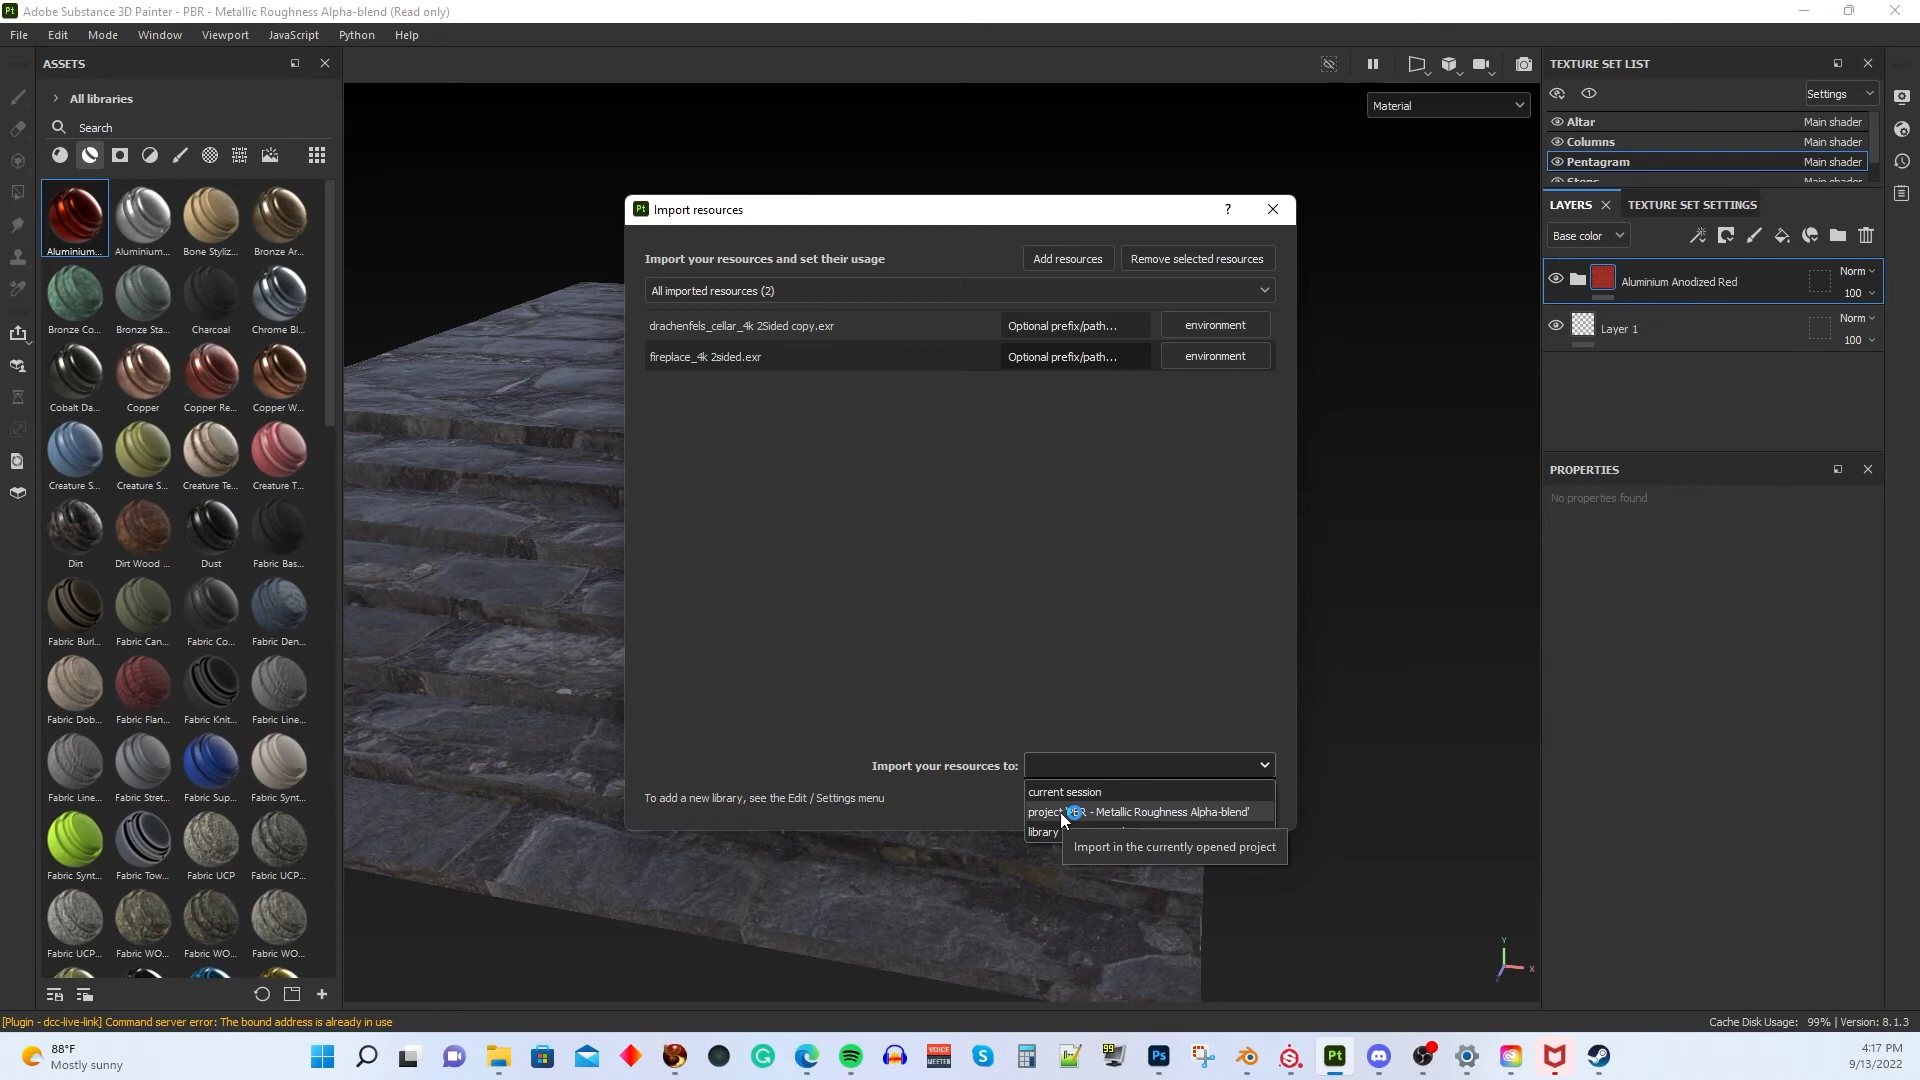 Adobe Substance 3D Painter - PBR - Metallic Roughness Alpha-blend (Read only)
File Edit Mode Window Viewport JavaScript Python Help
ASSETS
All libraries
Search
Aluminium... Aluminium... Bone Styliz... Bronze Ar...
Bronze Co... Bronze Sta... Charcoal Chrome Bl...
Cobalt Da... Copper Copper Re... Copper W...
Creature S... Creature S... Creature Te... Creature T...
Dirt Dirt Wood ... Dust Fabric Bas...
Fabric Burl... Fabric Can... Fabric Co... Fabric Den...
Fabric Dob... Fabric Flan... Fabric Knit... Fabric Line...
Fabric Line... Fabric Stret... Fabric Sup... Fabric Synt...
Fabric Synt... Fabric Tow... Fabric UCP Fabric UCP...
Fabric UCP... Fabric WO... Fabric WO... Fabric WO...
Material
Import resources
?
Import your resources and set their usage
Add resources
Remove selected resources
All imported resources (2)
drachenfels_cellar_4k 2Sided copy.exr Optional prefix/path... environment
fireplace_4k 2sided.exr Optional prefix/path... environment
Import your resources to:
current session
project 'PBR - Metallic Roughness Alpha-blend'
library
Import in the currently opened project
To add a new library, see the Edit / Settings menu
Y
X
TEXTURE SET LIST
Settings
Altar Main shader
Columns Main shader
Pentagram Main shader
Steps Main shader
LAYERS
TEXTURE SET SETTINGS
Base color
Aluminium Anodized Red Norm 100
Layer 1 Norm 100
PROPERTIES
No properties found
[Plugin - dcc-live-link] Command server error: The bound address is already in use
Cache Disk Usage: 99% | Version: 8.1.3
88°F
Mostly sunny
VOICE
MEETER
99
Ps
Pt
4:17 PM
9/13/2022